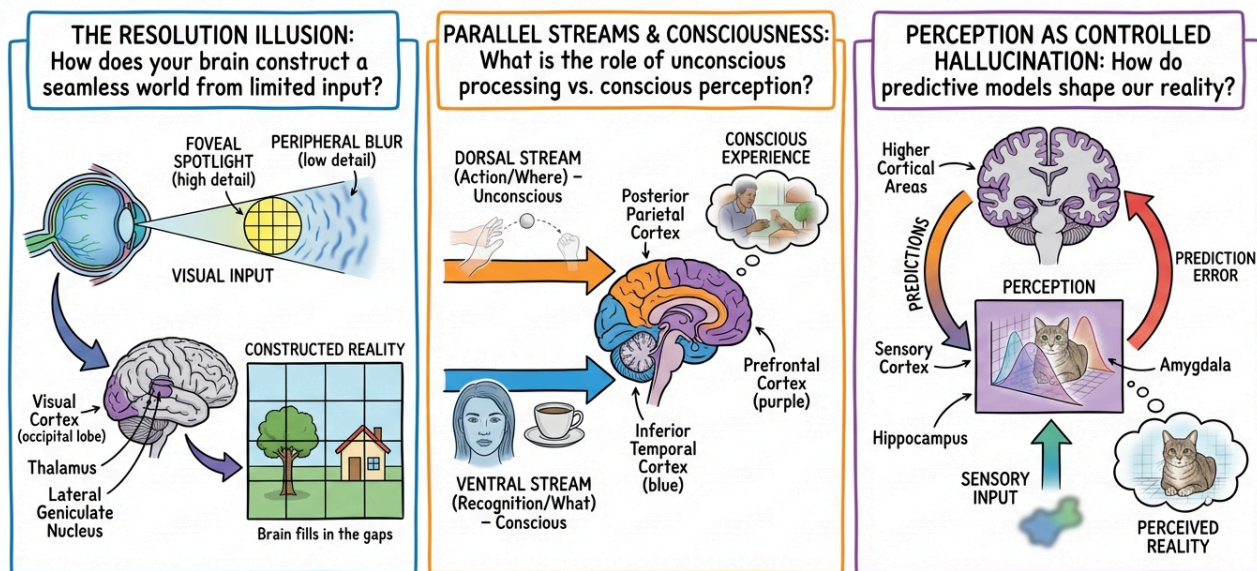 THE RESOLUTION ILLUSION:
How does your brain construct a
seamless world from limited input?
FOVEAL
SPOTLIGHT
(high detail)
PERIPHERAL BLUR
(low detail)
VISUAL INPUT
Visual
Cortex
(occipital lobe)
Thalamus
Lateral
Geniculate
Nucleus
CONSTRUCTED REALITY
Brain fills in the gaps
PARALLEL STREAMS & CONSCIOUSNESS:
What is the role of unconscious
processing vs. conscious perception?
DORSAL STREAM
(Action/Where) –
Unconscious
Posterior
Parietal
Cortex
CONSCIOUS
EXPERIENCE
Prefrontal
Cortex
(purple)
Inferior
Temporal
Cortex
(blue)
VENTRAL STREAM
(Recognition/What)
– Conscious
PERCEPTION AS CONTROLLED
HALLUCINATION: How do
predictive models shape our reality?
Higher
Cortical
Areas
PREDICTIONS
PREDICTION
ERROR
PERCEPTION
Sensory
Cortex
Amygdala
Hippocampus
SENSORY
INPUT
PERCEIVED
REALITY